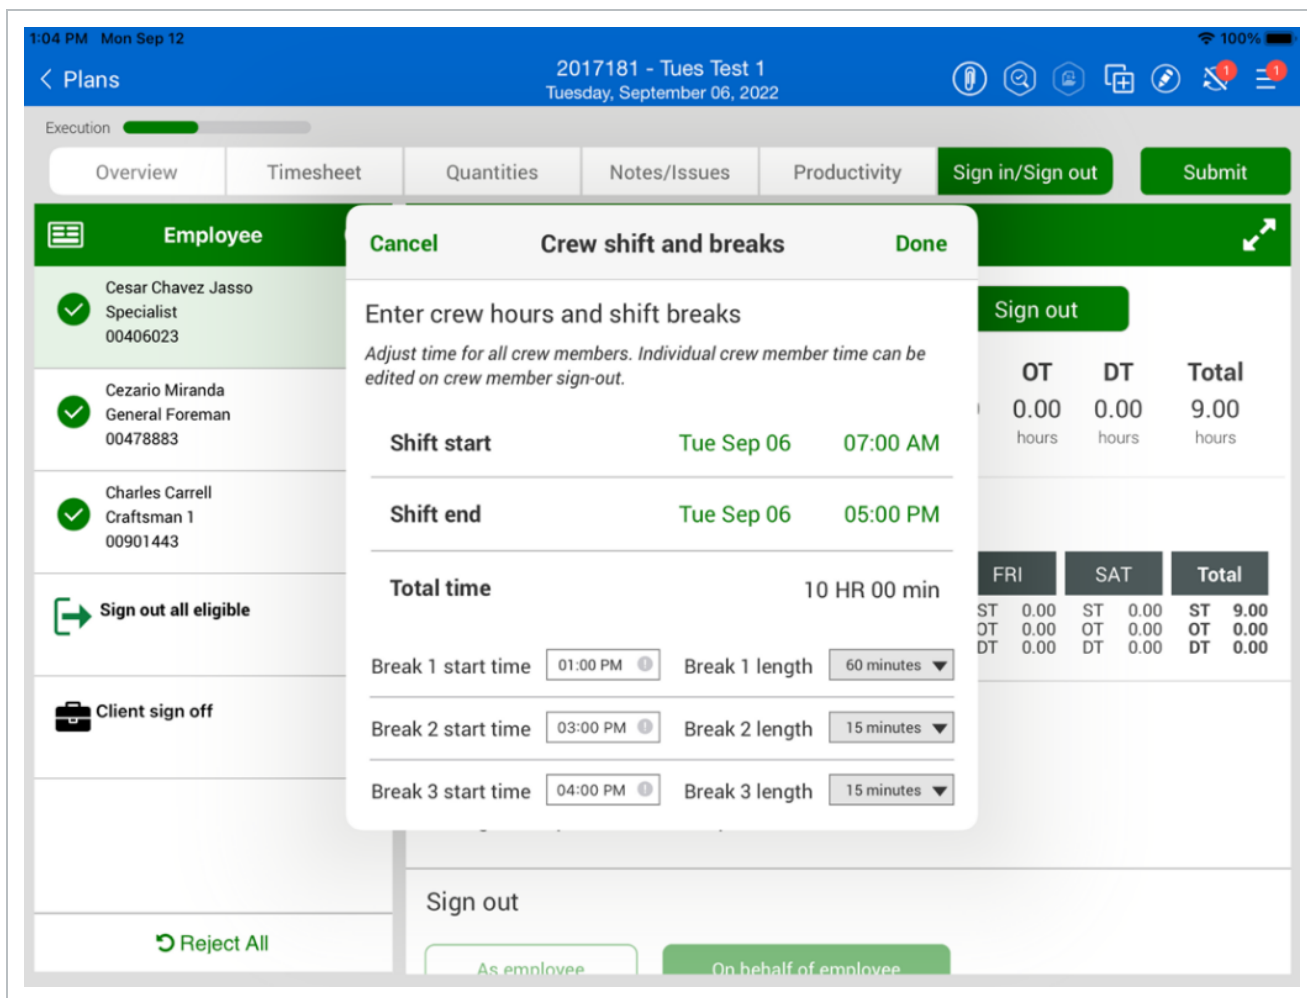 1:04 PM Mon Sep 12
100%
Plans
2017181 - Tues Test 1
Tuesday, September 06, 2022
1
1
Execution
Overview
Timesheet
Quantities
Notes/Issues
Productivity
Sign in/Sign out
Submit
Employee
Cesar Chavez Jasso
Specialist
00406023
Cezario Miranda
General Foreman
00478883
Charles Carrell
Craftsman 1
00901443
Sign out all eligible
Client sign off
Reject All
Cancel
Crew shift and breaks
Done
Enter crew hours and shift breaks
Adjust time for all crew members. Individual crew member time can be
edited on crew member sign-out.
Shift start Tue Sep 06 07:00 AM
Shift end Tue Sep 06 05:00 PM
Total time 10 HR 00 min
Break 1 start time 01:00 PM Break 1 length 60 minutes
Break 2 start time 03:00 PM Break 2 length 15 minutes
Break 3 start time 04:00 PM Break 3 length 15 minutes
Sign out
OT DT Total
0.00 0.00 9.00
hours hours hours
FRI SAT Total
ST 0.00 ST 0.00 ST 9.00
OT 0.00 OT 0.00 OT 0.00
DT 0.00 DT 0.00 DT 0.00
Sign out
As employee
On behalf of employee